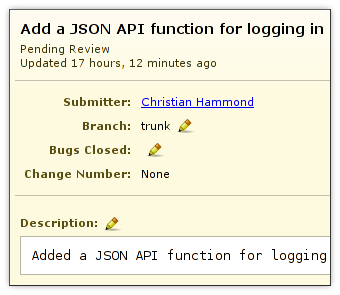 Add a JSON API function for logging in
Pending Review
Updated 17 hours, 12 minutes ago
Submitter: Christian Hammond
Branch: trunk
Bugs Closed:
Change Number: None
Description:
Added a JSON API function for logging